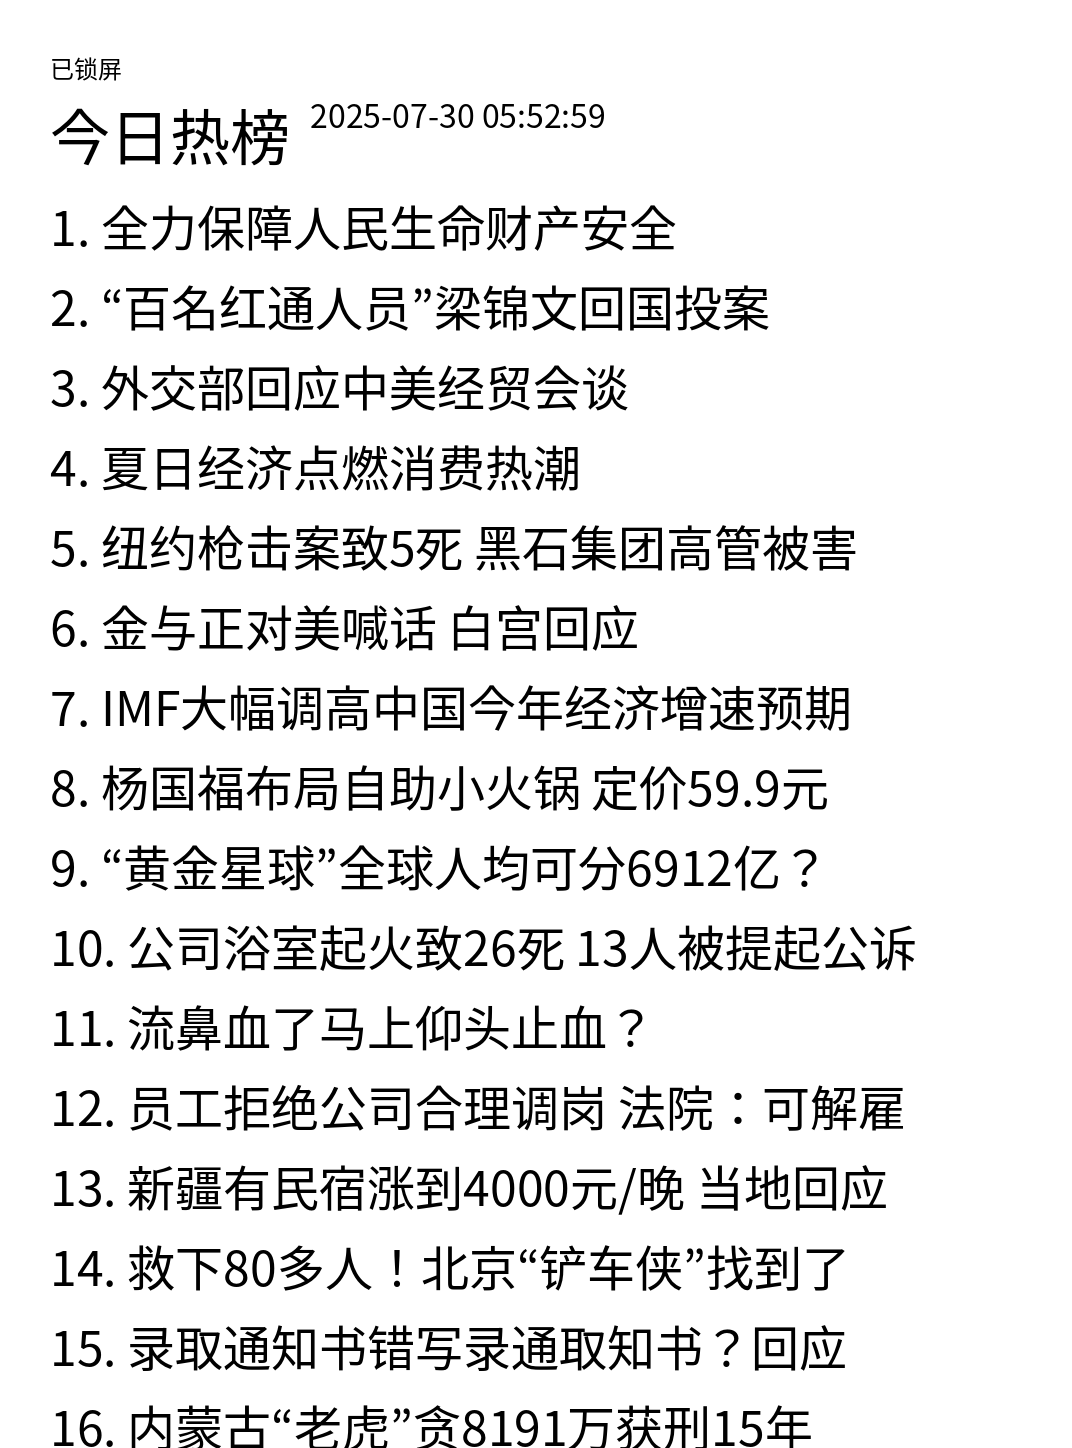 已锁屏
今日热榜 2025-07-30 05:52:59
1. 全力保障人民生命财产安全
2. “百名红通人员”梁锦文回国投案
3. 外交部回应中美经贸会谈
4. 夏日经济点燃消费热潮
5. 纽约枪击案致5死 黑石集团高管被害
6. 金与正对美喊话 白宫回应
7. IMF大幅调高中国今年经济增速预期
8. 杨国福布局自助小火锅 定价59.9元
9. “黄金星球”全球人均可分6912亿？
10. 公司浴室起火致26死 13人被提起公诉
11. 流鼻血了马上仰头止血？
12. 员工拒绝公司合理调岗 法院：可解雇
13. 新疆有民宿涨到4000元/晚 当地回应
14. 救下80多人！北京“铲车侠”找到了
15. 录取通知书错写录通取知书？回应
16. 内蒙古“老虎”贪8191万获刑15年